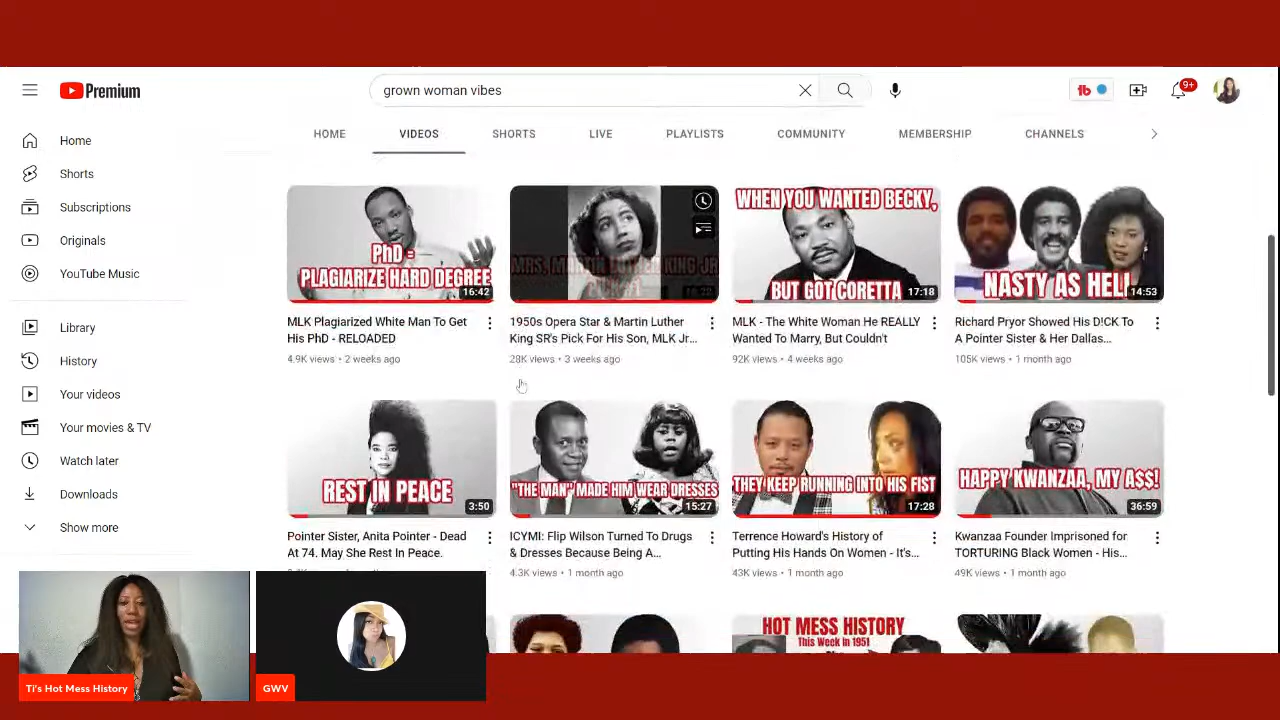 Premium
grown woman vibes
9+
HOME VIDEOS SHORTS LIVE PLAYLISTS COMMUNITY MEMBERSHIP CHANNELS
Home
Shorts
Subscriptions
Originals
YouTube Music
Library
History
Your videos
Your movies & TV
Watch later
Downloads
Show more
PhD =
PLAGIARIZE HARD DEGREE
16:42
MLK Plagiarized White Man To Get
His PhD - RELOADED
4.9K views • 2 weeks ago
1950s Opera Star & Martin Luther
King SR's Pick For His Son, MLK Jr...
28K views • 3 weeks ago
WHEN YOU WANTED BECKY,
BUT GOT CORETTA
17:18
MLK - The White Woman He REALLY
Wanted To Marry, But Couldn't
92K views • 4 weeks ago
NASTY AS HELL
14:53
Richard Pryor Showed His D!CK To
A Pointer Sister & Her Dallas...
105K views • 1 month ago
REST IN PEACE
3:50
Pointer Sister, Anita Pointer - Dead
At 74. May She Rest In Peace.
"THE MAN" MADE HIM WEAR DRESSES
15:27
ICYMI: Flip Wilson Turned To Drugs
& Dresses Because Being A...
4.3K views • 1 month ago
THEY KEEP RUNNING INTO HIS FIST
17:28
Terrence Howard's History of
Putting His Hands On Women - It's...
43K views • 1 month ago
HAPPY KWANZAA, MY A$$!
36:59
Kwanzaa Founder Imprisoned for
TORTURING Black Women - His...
49K views • 1 month ago
HOT MESS HISTORY
This Week in 1951
Ti's Hot Mess History
GWV